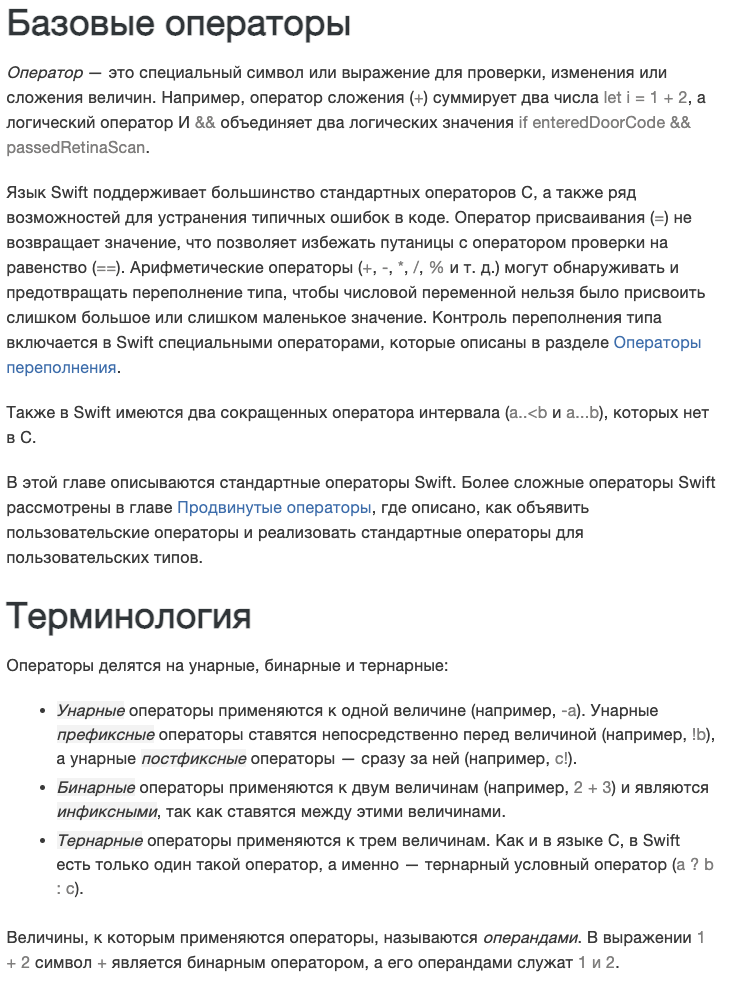 Базовые операторы
Оператор — это специальный символ или выражение для проверки, изменения или
сложения величин. Например, оператор сложения (+) суммирует два числа let i = 1 + 2, а
логический оператор И && объединяет два логических значения if enteredDoorCode &&
passedRetinaScan.
Язык Swift поддерживает большинство стандартных операторов C, а также ряд
возможностей для устранения типичных ошибок в коде. Оператор присваивания (=) не
возвращает значение, что позволяет избежать путаницы с оператором проверки на
равенство (==). Арифметические операторы (+, -, *, /, % и т. д.) могут обнаруживать и
предотвращать переполнение типа, чтобы числовой переменной нельзя было присвоить
слишком большое или слишком маленькое значение. Контроль переполнения типа
включается в Swift специальными операторами, которые описаны в разделе Операторы
переполнения.
Также в Swift имеются два сокращенных оператора интервала (a..<b и a...b), которых нет
в C.
В этой главе описываются стандартные операторы Swift. Более сложные операторы Swift
рассмотрены в главе Продвинутые операторы, где описано, как объявить
пользовательские операторы и реализовать стандартные операторы для
пользовательских типов.
Терминология
Операторы делятся на унарные, бинарные и тернарные:
• Унарные операторы применяются к одной величине (например, -a). Унарные
префиксные операторы ставятся непосредственно перед величиной (например, !b),
а унарные постфиксные операторы — сразу за ней (например, c!).
• Бинарные операторы применяются к двум величинам (например, 2 + 3) и являются
инфиксными, так как ставятся между этими величинами.
• Тернарные операторы применяются к трем величинам. Как и в языке C, в Swift
есть только один такой оператор, а именно — тернарный условный оператор (a ? b
: c).
Величины, к которым применяются операторы, называются операндами. В выражении 1
+ 2 символ + является бинарным оператором, а его операндами служат 1 и 2.